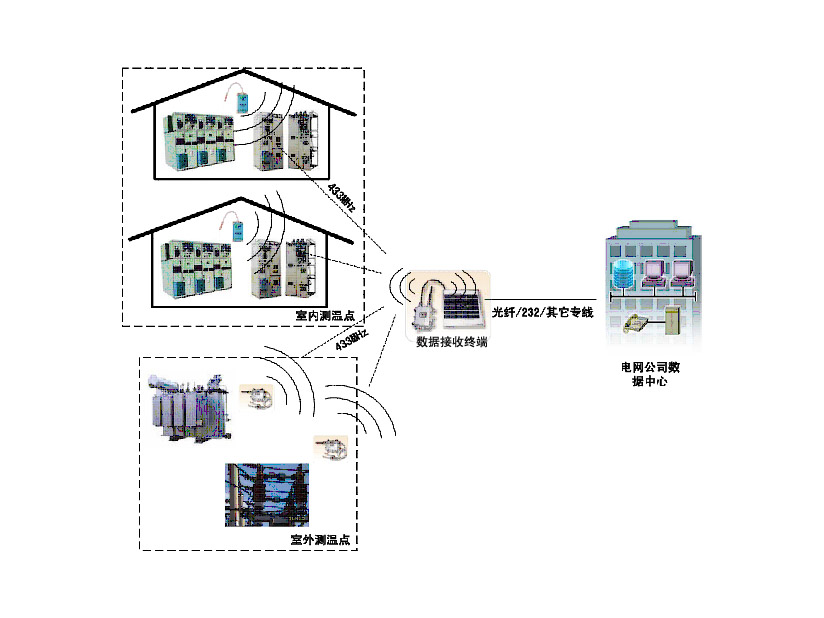 433MHz
室内测温点
433MHz
光纤/232/其它专线
数据接收终端
电网公司数
据中心
室外测温点